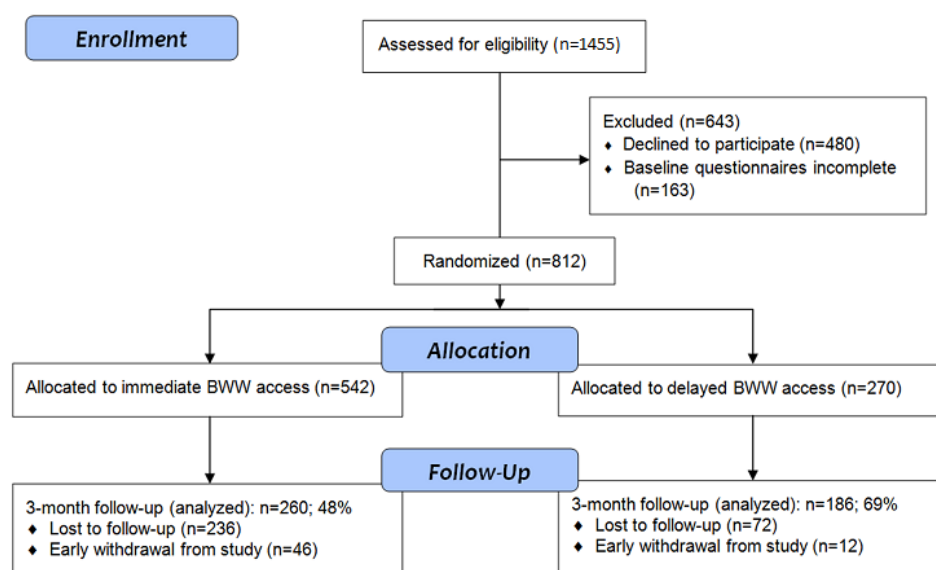 Enrollment
Assessed for eligibility (n=1455)
Excluded (n=643)
♦ Declined to participate (n=480)
♦ Baseline questionnaires incomplete
(n=163)
Randomized (n=812)
Allocation
Allocated to immediate BWW access (n=542)
Allocated to delayed BWW access (n=270)
Follow-Up
3-month follow-up (analyzed): n=260; 48%
♦ Lost to follow-up (n=236)
♦ Early withdrawal from study (n=46)
3-month follow-up (analyzed): n=186; 69%
♦ Lost to follow-up (n=72)
♦ Early withdrawal from study (n=12)